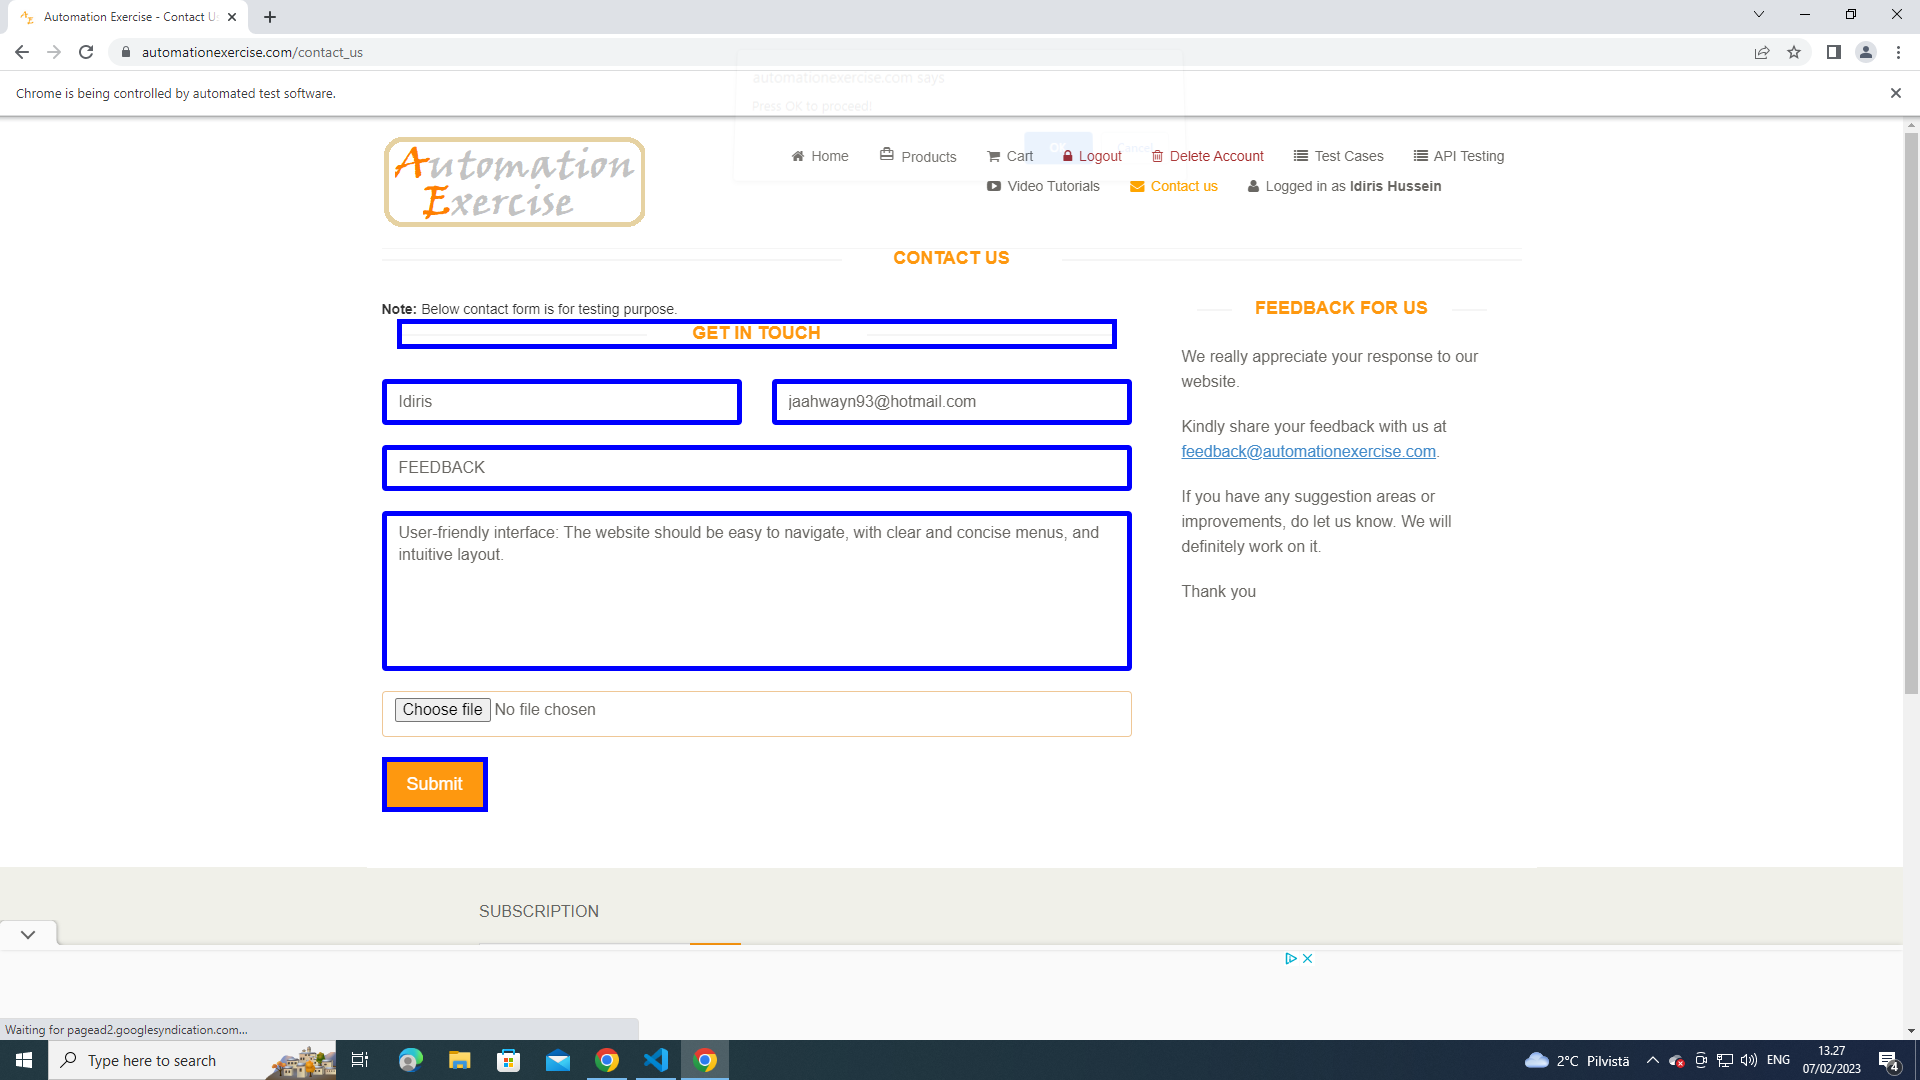 Automation Exercise - Contact U
automationexercise.com/contact_us
Chrome is being controlled by automated test software.
automationexercise.com says
Press OK to proceed!
Automation
Exercise
Home Products Cart Logout Delete Account Test Cases API Testing
Video Tutorials Contact us Logged in as Idiris Hussein
CONTACT US
Note: Below contact form is for testing purpose.
GET IN TOUCH
Idiris
jaahwayn93@hotmail.com
FEEDBACK
User-friendly interface: The website should be easy to navigate, with clear and concise menus, and
intuitive layout.
Choose file No file chosen
Submit
FEEDBACK FOR US
We really appreciate your response to our
website.
Kindly share your feedback with us at
feedback@automationexercise.com.
If you have any suggestion areas or
improvements, do let us know. We will
definitely work on it.
Thank you
SUBSCRIPTION
Waiting for pagead2.googlesyndication.com...
Type here to search
2°C Pilvistä
ENG
13.27
07/02/2023
4